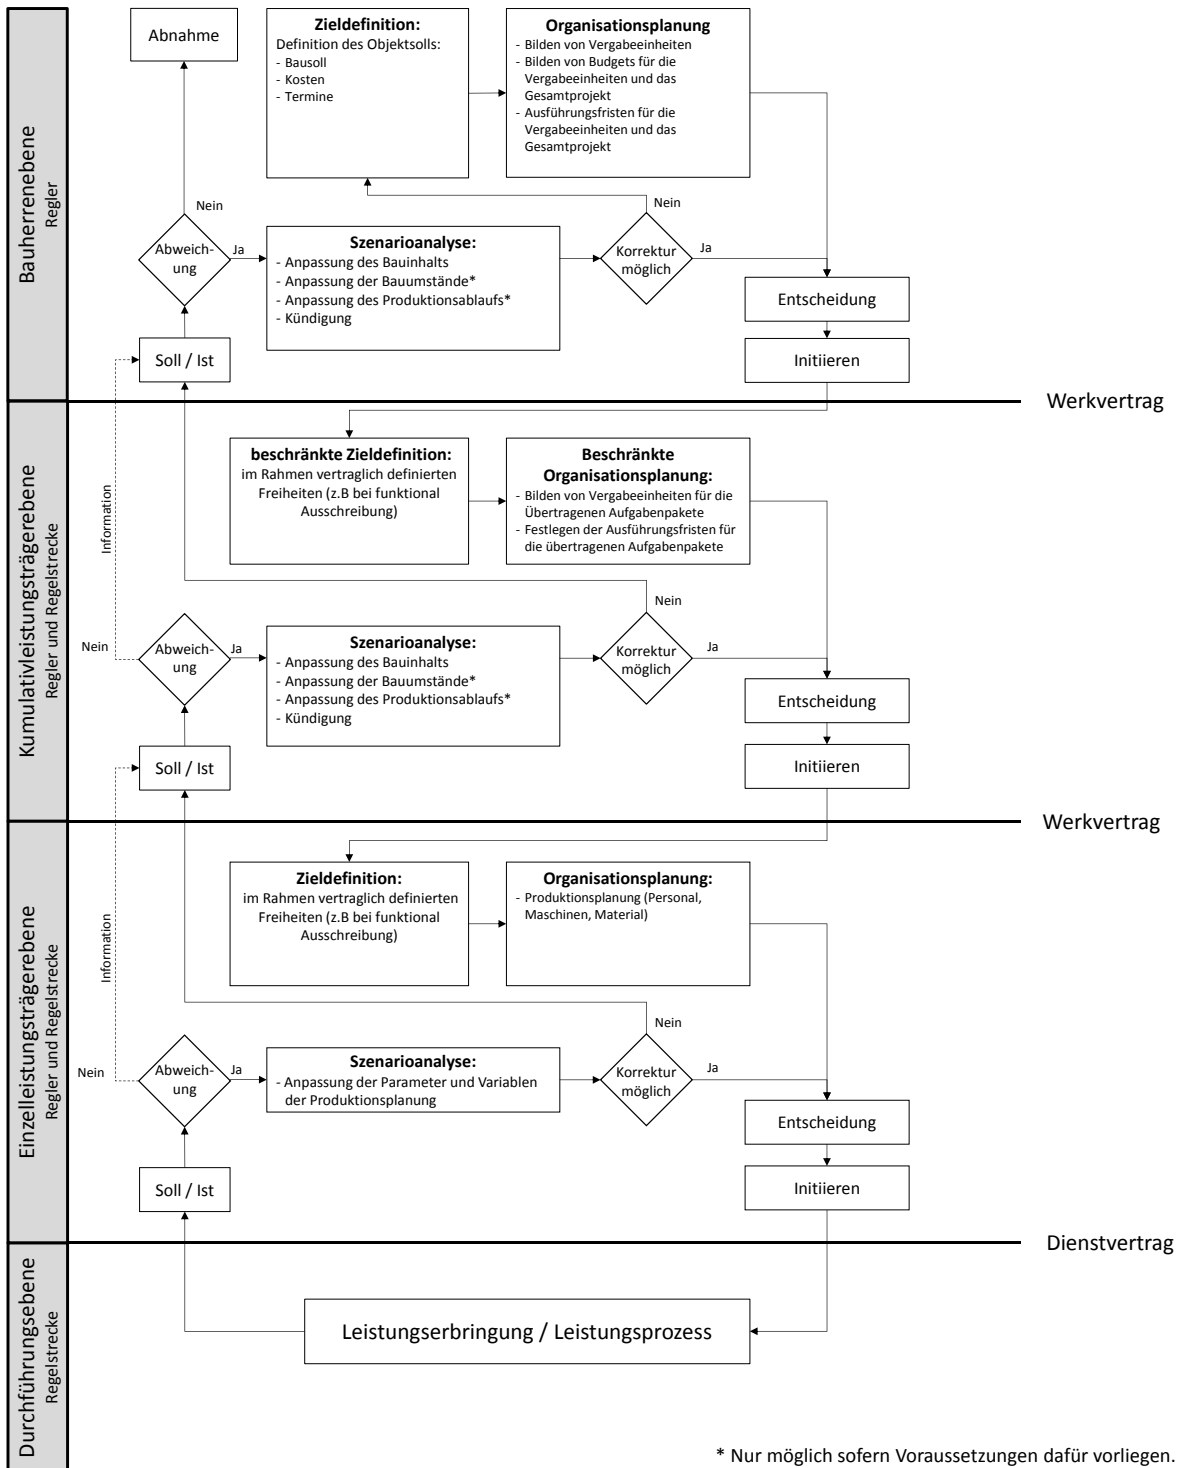 Bauherrenebene
Regler
Abnahme
Zieldefinition:
Definition des Objektsolls:
- Bausoll
- Kosten
- Termine
Organisationsplanung
- Bilden von Vergabeeinheiten
- Bilden von Budgets für die
Vergabeeinheiten und das
Gesamtprojekt
- Ausführungsfristen für die
Vergabeeinheiten und das
Gesamtprojekt
Nein
Abweich-
ung
Ja
Szenarioanalyse:
- Anpassung des Bauinhalts
- Anpassung der Bauumstände*
- Anpassung des Produktionsablaufs*
- Kündigung
Nein
Korrektur
möglich
Ja
Entscheidung
Soll / Ist
Initiieren
Werkvertrag
Kumulativleistungsträgerebene
Regler und Regelstrecke
Information
beschränkte Zieldefinition:
im Rahmen vertraglich definierten
Freiheiten (z.B bei funktional
Ausschreibung)
Beschränkte
Organisationsplanung:
- Bilden von Vergabeeinheiten für die
Übertragenen Aufgabenpakete
- Festlegen der Ausführungsfristen für
die übertragenen Aufgabenpakete
Nein
Abweich-
ung
Ja
Szenarioanalyse:
- Anpassung des Bauinhalts
- Anpassung der Bauumstände*
- Anpassung des Produktionsablaufs*
- Kündigung
Nein
Korrektur
möglich
Ja
Entscheidung
Soll / Ist
Initiieren
Werkvertrag
Einzelleistungsträgerebene
Regler und Regelstrecke
Information
Zieldefinition:
im Rahmen vertraglich definierten
Freiheiten (z.B bei funktional
Ausschreibung)
Organisationsplanung:
- Produktionsplanung (Personal,
Maschinen, Material)
Nein
Abweich-
ung
Ja
Szenarioanalyse:
- Anpassung der Parameter und Variablen
der Produktionsplanung
Nein
Korrektur
möglich
Ja
Entscheidung
Soll / Ist
Initiieren
Dienstvertrag
Durchführungsebene
Regelstrecke
Leistungserbringung / Leistungsprozess
* Nur möglich sofern Voraussetzungen dafür vorliegen.